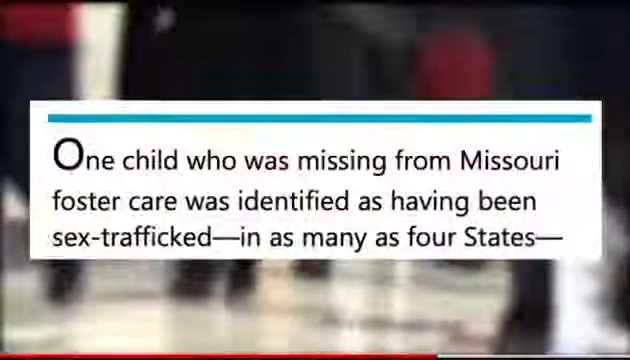 One child who was missing from Missouri
foster care was identified as having been
sex-trafficked—in as many as four States—